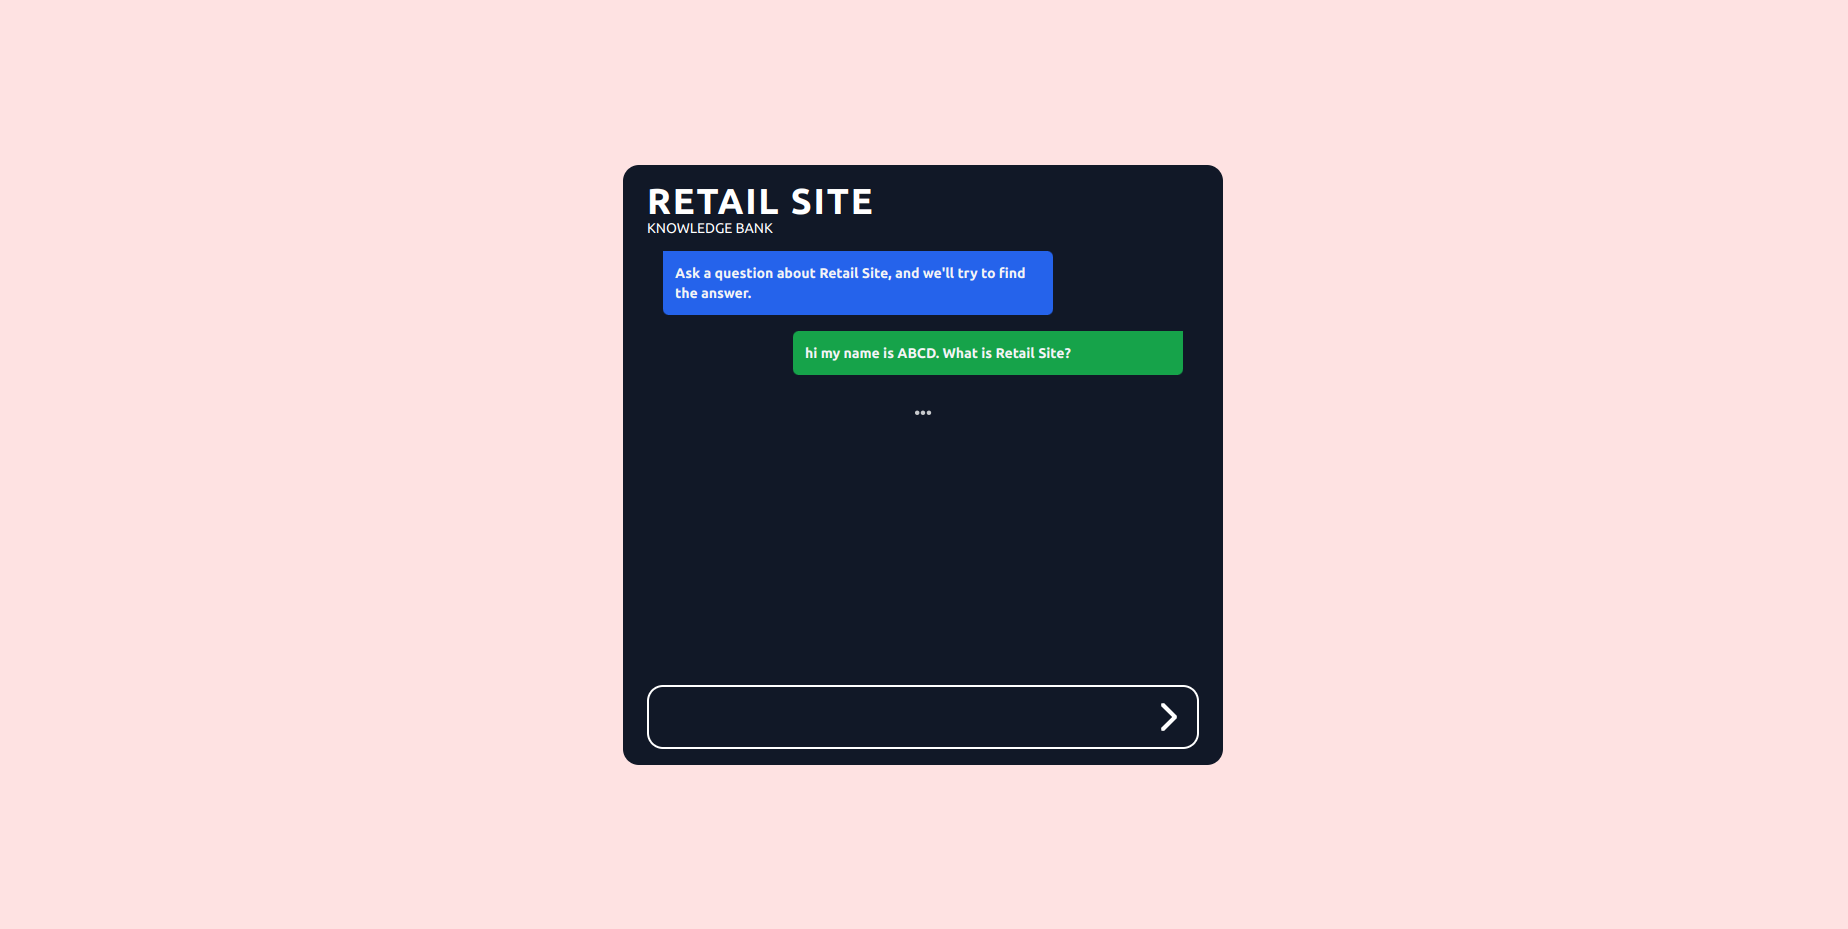 RETAIL SITE
KNOWLEDGE BANK
Ask a question about Retail Site, and we'll try to find
the answer.
hi my name is ABCD. What is Retail Site?